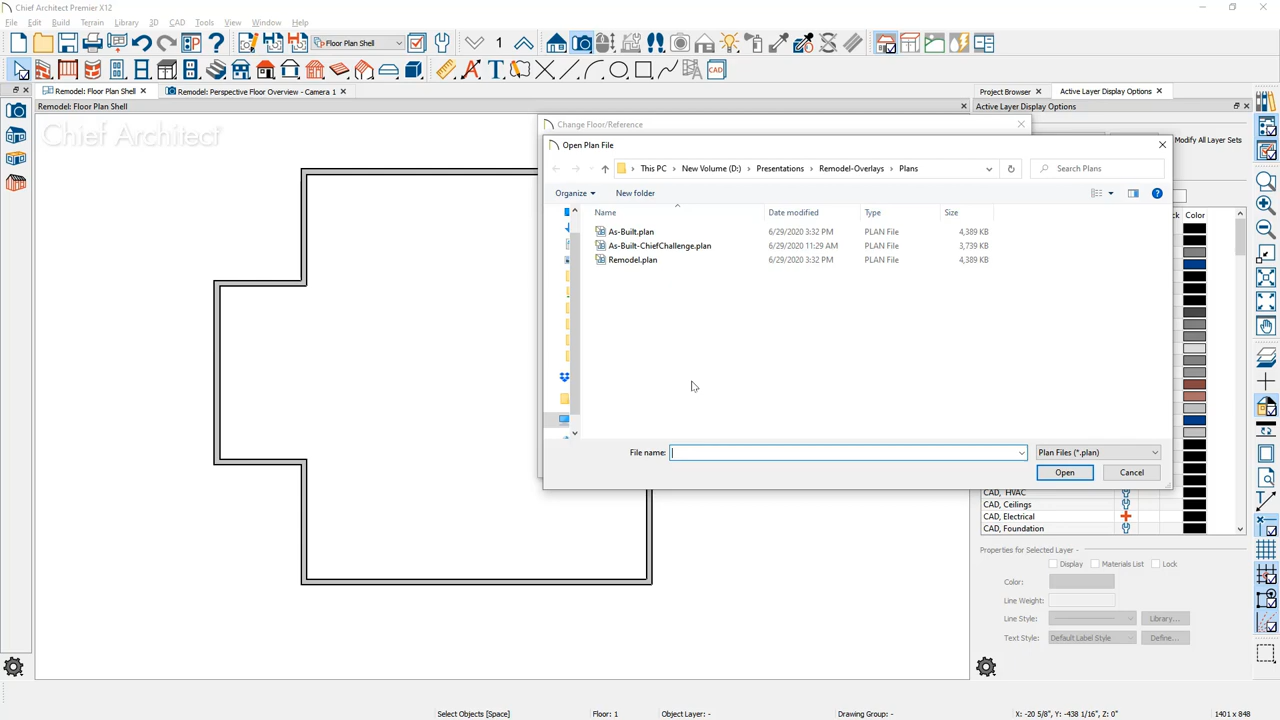 Chief Architect Premier X12
File Edit Build Terrain Library 3D CAD Tools View Window Help
1 Floor Plan Shell
CAD
Remodel: Floor Plan Shell Remodel: Perspective Floor Overview - Camera 1 Project Browser Active Layer Display Options
Remodel: Floor Plan Shell Active Layer Display Options
Chief Architect
Change Floor/Reference
Modify All Layer Sets
Open Plan File
This PC New Volume (D:) Presentations Remodel-Overlays Plans Search Plans
Organize New folder
Name Date modified Type Size
Color
As-Built.plan 6/29/2020 3:32 PM PLAN File 4,389 KB
As-Built-ChiefChallenge.plan 6/29/2020 11:29 AM PLAN File 3,739 KB
Remodel.plan 6/29/2020 3:32 PM PLAN File 4,389 KB
File name: Plan Files (*.plan)
Open Cancel
CAD, HVAC
CAD, Ceilings
CAD, Electrical
CAD, Foundation
Properties for Selected Layer -
Display Materials List Lock
Color:
Line Weight:
Line Style: Library...
Text Style: Default Label Style Define...
Select Objects [Space] Floor: 1 Object Layer: - Drawing Group: - X: -20 5/8", Y: -438 1/16", Z: 0" 1401 x 848